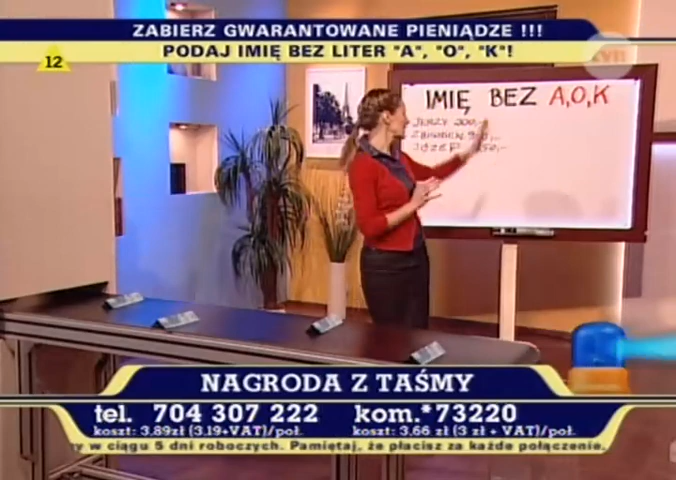 ZABIERZ GWARANTOWANE PIENIĄDZE !!!
PODAJ IMIĘ BEZ LITER "A", "O", "K"!
12
tvn
IMIĘ BEZ A,O,K
JERZY 200,-
NAGRODA Z TAŚMY
tel. 704 307 222 kom.*73220
koszt: 3.89zł (3.19+VAT)/poł. koszt: 3.66 zł (3 zł + VAT)/poł.
y w ciągu 5 dni roboczych. Pamiętaj, że płacisz za każde połączenie.